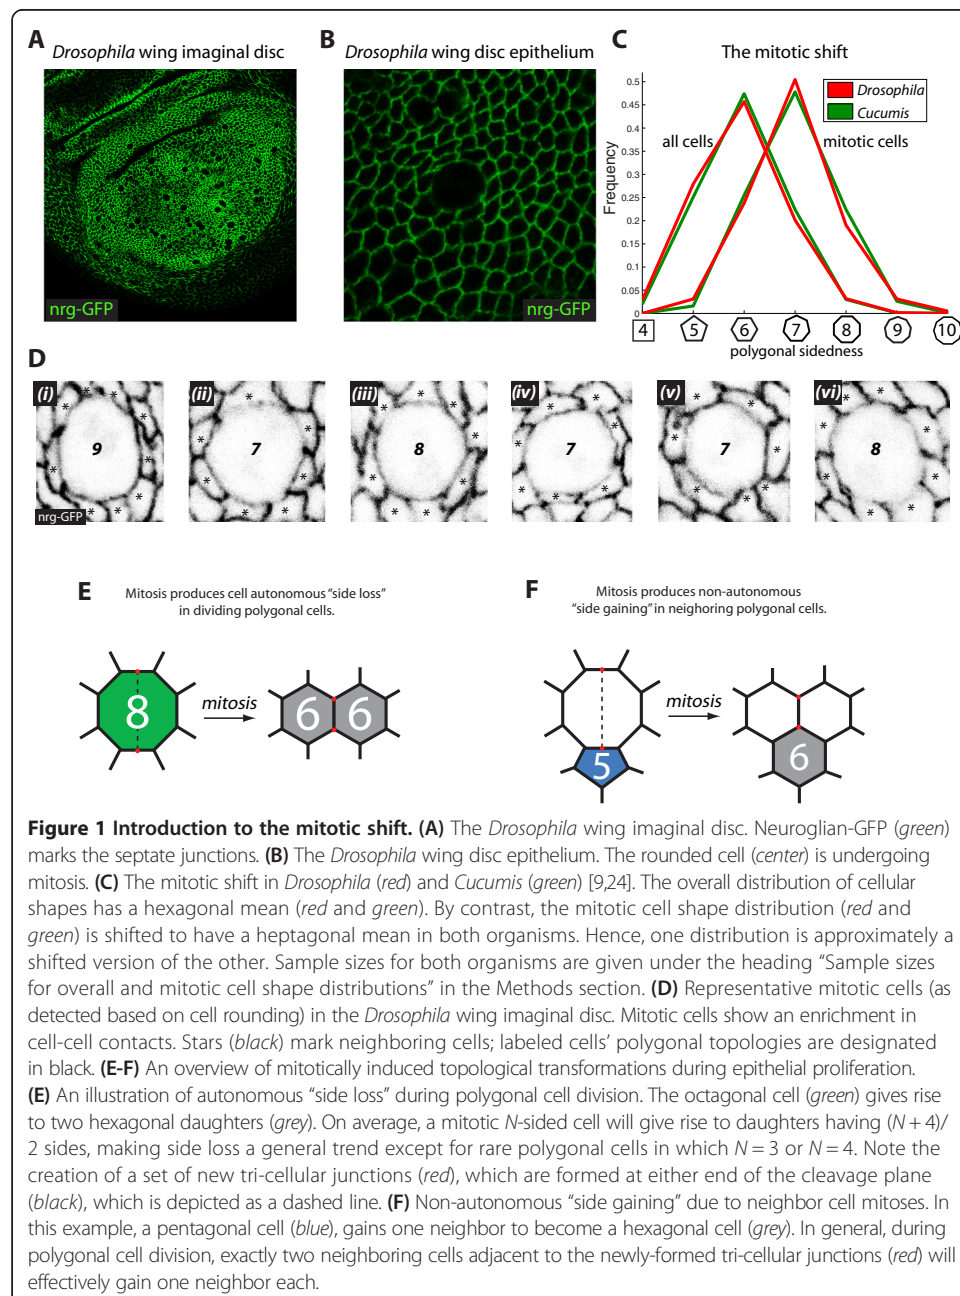 A Drosophila wing imaginal disc
nrg-GFP
B Drosophila wing disc epithelium
nrg-GFP
C The mitotic shift
Drosophila
Cucumis
all cells
mitotic cells
Frequency
0.5
0.45
0.4
0.35
0.3
0.25
0.2
0.15
0.1
0.05
0
4 5 6 7 8 9 10
polygonal sidedness
D
(i) (ii) (iii) (iv) (v) (vi)
9 7 8 7 7 8
nrg-GFP
E Mitosis produces cell autonomous “side loss”
in dividing polygonal cells.
8 mitosis 6 6
F Mitosis produces non-autonomous
“side gaining” in neighoring polygonal cells.
5 mitosis 6
Figure 1 Introduction to the mitotic shift. (A) The Drosophila wing imaginal disc. Neuroglian-GFP (green)
marks the septate junctions. (B) The Drosophila wing disc epithelium. The rounded cell (center) is undergoing
mitosis. (C) The mitotic shift in Drosophila (red) and Cucumis (green) [9,24]. The overall distribution of cellular
shapes has a hexagonal mean (red and green). By contrast, the mitotic cell shape distribution (red and
green) is shifted to have a heptagonal mean in both organisms. Hence, one distribution is approximately a
shifted version of the other. Sample sizes for both organisms are given under the heading “Sample sizes
for overall and mitotic cell shape distributions” in the Methods section. (D) Representative mitotic cells (as
detected based on cell rounding) in the Drosophila wing imaginal disc. Mitotic cells show an enrichment in
cell-cell contacts. Stars (black) mark neighboring cells; labeled cells’ polygonal topologies are designated
in black. (E-F) An overview of mitotically induced topological transformations during epithelial proliferation.
(E) An illustration of autonomous “side loss” during polygonal cell division. The octagonal cell (green) gives rise
to two hexagonal daughters (grey). On average, a mitotic N-sided cell will give rise to daughters having (N + 4)/
2 sides, making side loss a general trend except for rare polygonal cells in which N = 3 or N = 4. Note the
creation of a set of new tri-cellular junctions (red), which are formed at either end of the cleavage plane
(black), which is depicted as a dashed line. (F) Non-autonomous “side gaining” due to neighbor cell mitoses. In
this example, a pentagonal cell (blue), gains one neighbor to become a hexagonal cell (grey). In general, during
polygonal cell division, exactly two neighboring cells adjacent to the newly-formed tri-cellular junctions (red) will
effectively gain one neighbor each.